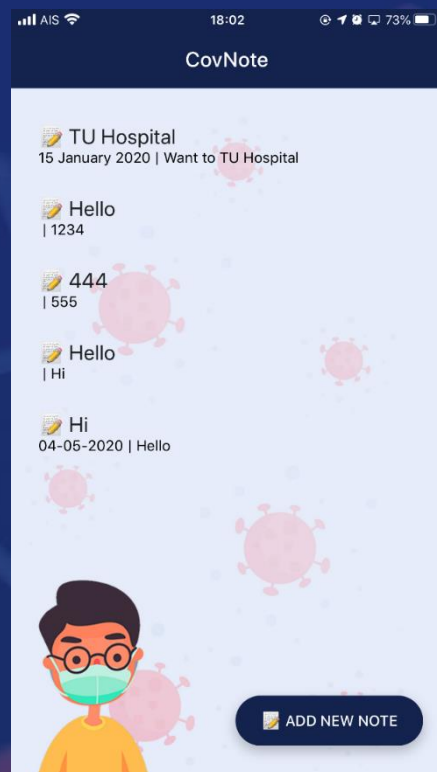 AIS 18:02 73%
CovNote
TU Hospital
15 January 2020 | Want to TU Hospital
Hello
| 1234
444
| 555
Hello
| Hi
Hi
04-05-2020 | Hello
ADD NEW NOTE